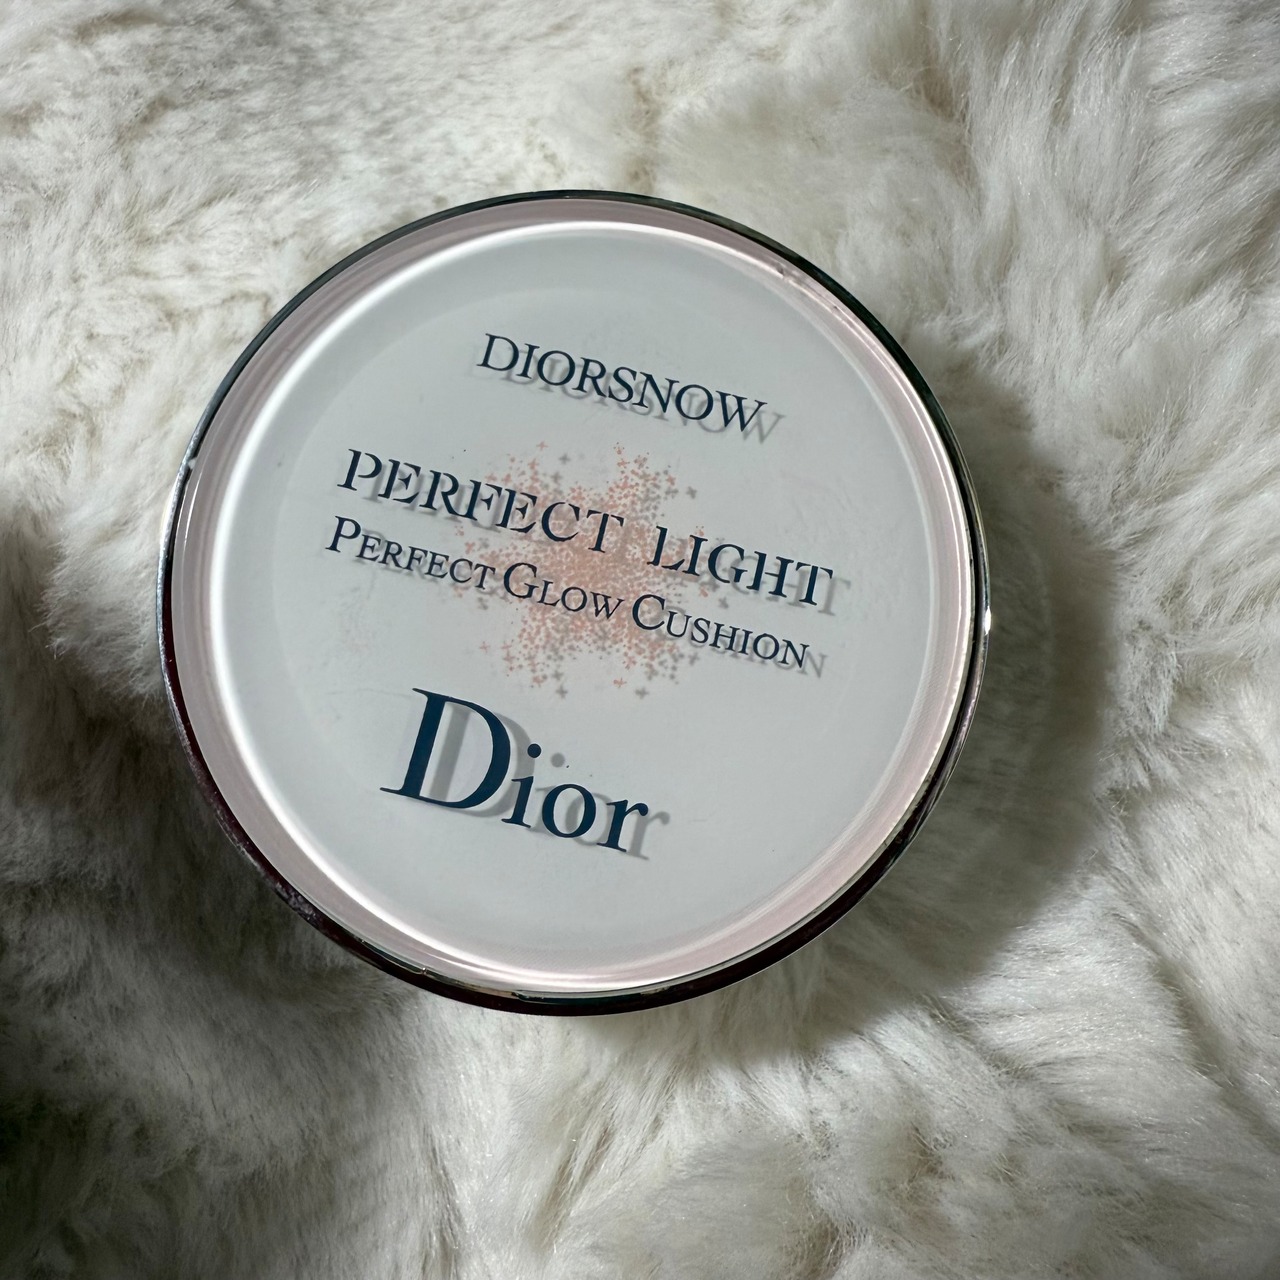 DIORSNOW
PERFECT LIGHT
PERFECT GLOW CUSHION
Dior